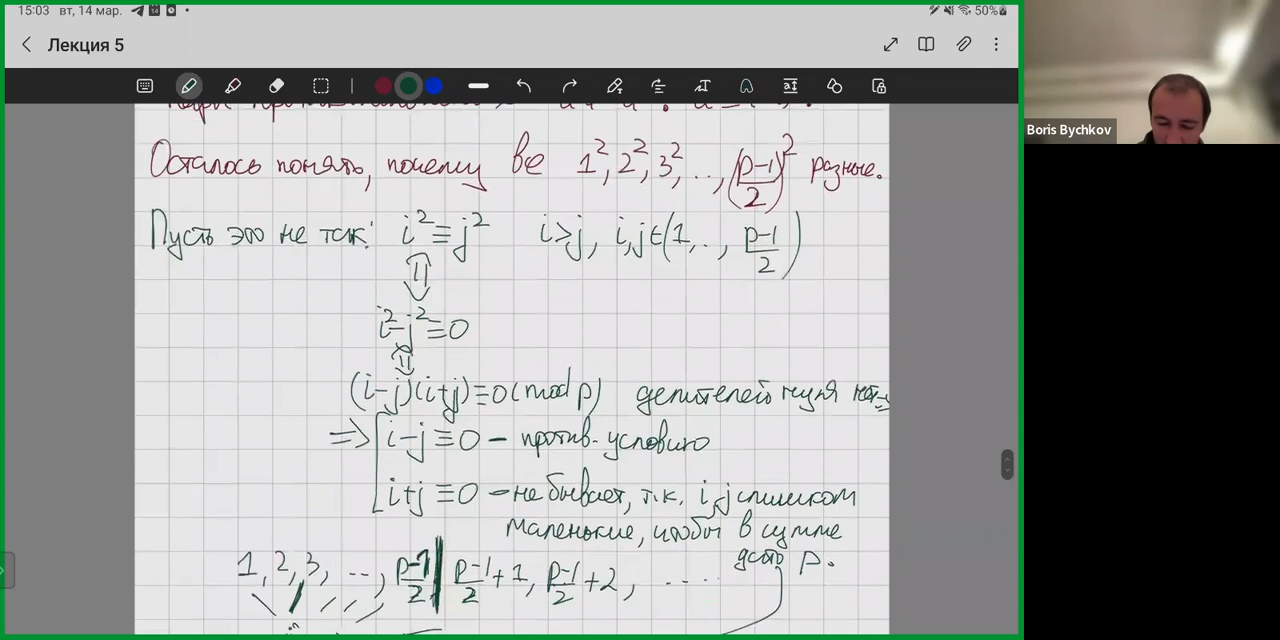 15:03 вт, 14 мар.
50%
Лекция 5
Boris Bychkov
Осталось понять, почему все 1², 2², 3², .., (p-1/2)² разные.
Пусть это не так: i² ≡ j² i>j, i,j ∈ (1, .., p-1/2)
⇓
i²-j² ≡ 0
⇕
(i-j)(i+j) ≡ 0 (mod p) делителей нуля нет
⇒ [ i-j ≡ 0 – против. условию
i+j ≡ 0 – не бывает, т.к. i,j слишком
маленькие, чтобы в сумме
дать p.
1, 2, 3, ..., p-1/2 | p-1/2 +1, p-1/2 +2, ....